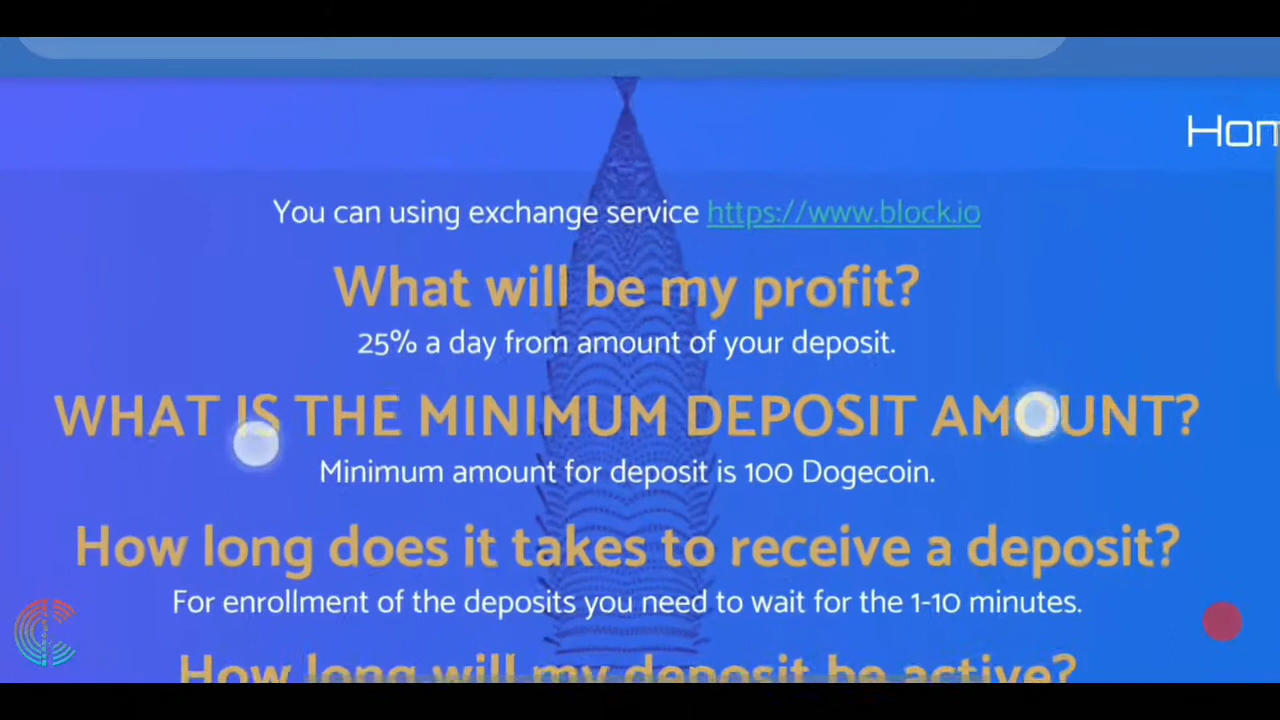 Hom
You can using exchange service https://www.block.io
What will be my profit?
25% a day from amount of your deposit.
WHAT IS THE MINIMUM DEPOSIT AMOUNT?
Minimum amount for deposit is 100 Dogecoin.
How long does it takes to receive a deposit?
For enrollment of the deposits you need to wait for the 1-10 minutes.
How long will my deposit be active?